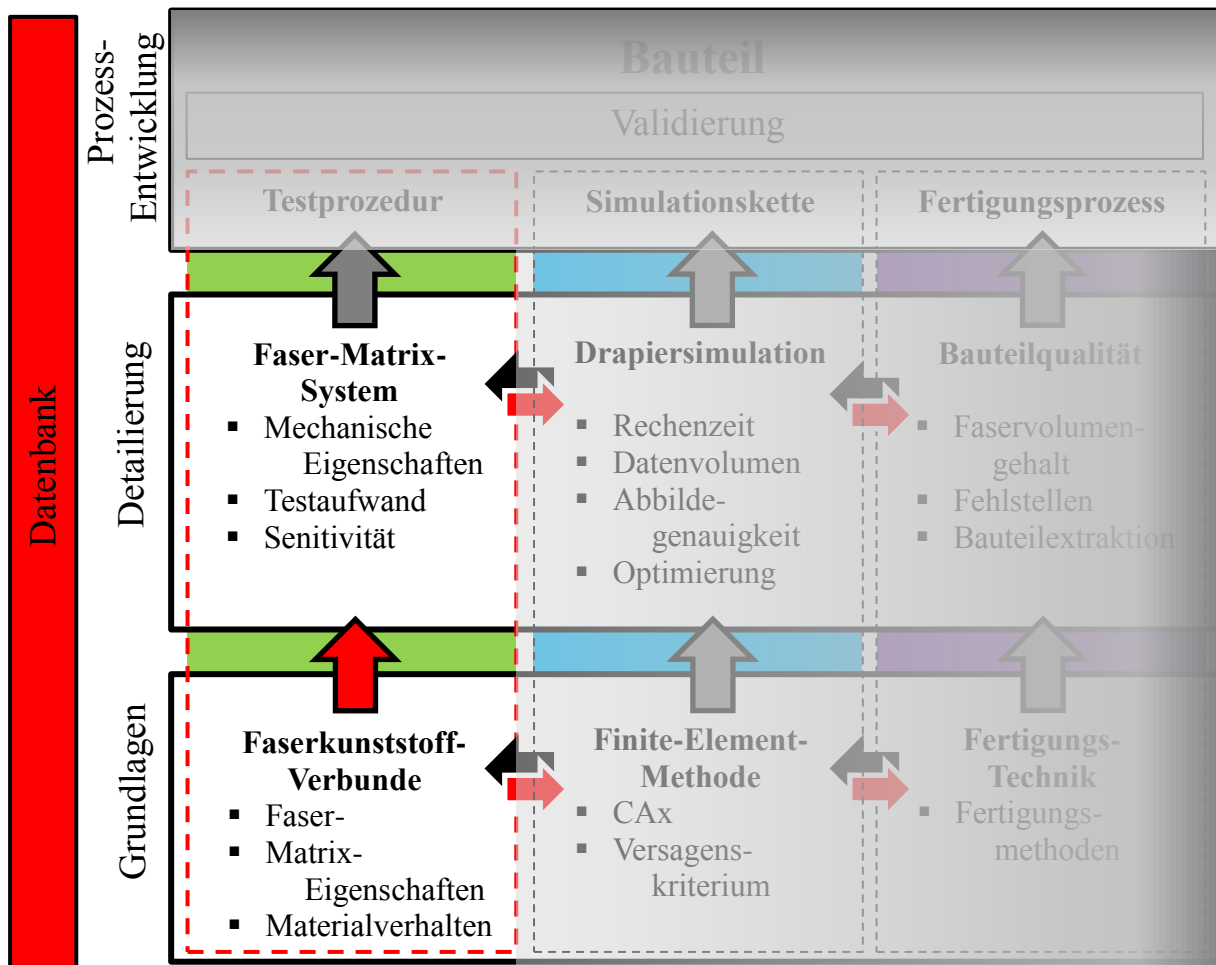 Datenbank
Prozess-
Entwicklung
Bauteil
Validierung
Testprozedur
Simulationskette
Fertigungsprozess
Detailierung
Faser-Matrix-
System
▪ Mechanische
Eigenschaften
▪ Testaufwand
▪ Senitivität
Drapiersimulation
▪ Rechenzeit
▪ Datenvolumen
▪ Abbilde-
genauigkeit
▪ Optimierung
Bauteilqualität
▪ Faservolumen-
gehalt
▪ Fehlstellen
▪ Bauteilextraktion
Grundlagen
Faserkunststoff-
Verbunde
▪ Faser-
▪ Matrix-
Eigenschaften
▪ Materialverhalten
Finite-Element-
Methode
▪ CAx
▪ Versagens-
kriterium
Fertigungs-
Technik
▪ Fertigungs-
methoden